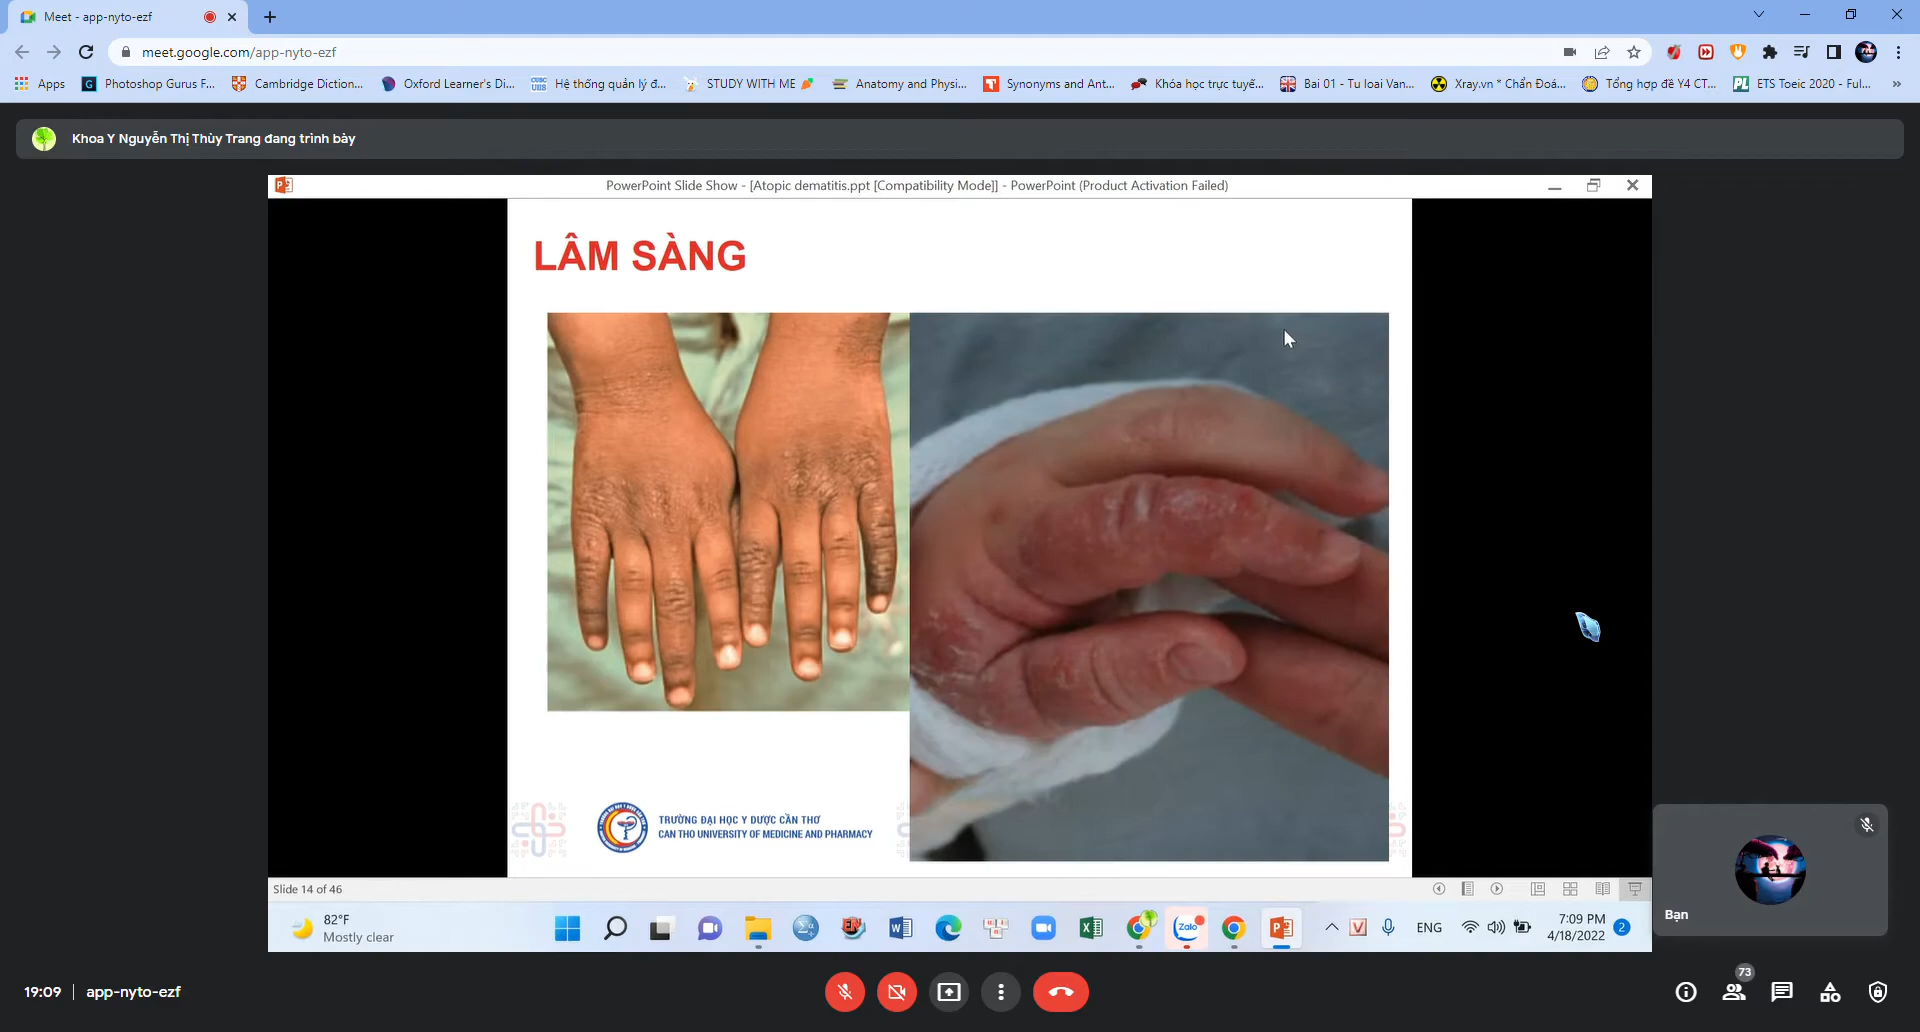 Meet - app-nyto-ezf
meet.google.com/app-nyto-ezf
Apps
Photoshop Gurus F...
Cambridge Diction...
Oxford Learner's Di...
Hệ thống quản lý đ...
STUDY WITH ME
Anatomy and Physi...
Synonyms and Ant...
Khóa học trực tuyế...
Bai 01 - Tu loai Van...
Xray.vn * Chẩn Đoá...
Tổng hợp đề Y4 CT...
ETS Toeic 2020 - Ful...
Khoa Y Nguyễn Thị Thùy Trang đang trình bày
PowerPoint Slide Show - [Atopic dematitis.ppt [Compatibility Mode]] - PowerPoint (Product Activation Failed)
LÂM SÀNG
TRƯỜNG ĐẠI HỌC Y DƯỢC CẦN THƠ
CAN THO UNIVERSITY OF MEDICINE AND PHARMACY
Bạn
Slide 14 of 46
82°F
Mostly clear
Zalo
ENG
7:09 PM
4/18/2022
2
19:09 | app-nyto-ezf
73